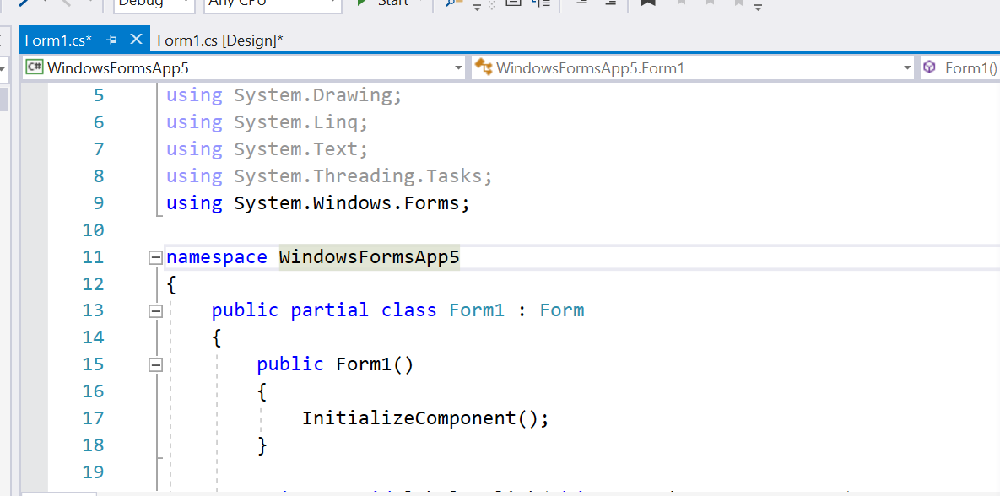 Debug Any CPU Start
Form1.cs* Form1.cs [Design]*
C# WindowsFormsApp5 WindowsFormsApp5.Form1 Form1()
5 using System.Drawing;
6 using System.Linq;
7 using System.Text;
8 using System.Threading.Tasks;
9 using System.Windows.Forms;
10
11 namespace WindowsFormsApp5
12 {
13 public partial class Form1 : Form
14 {
15 public Form1()
16 {
17 InitializeComponent();
18 }
19